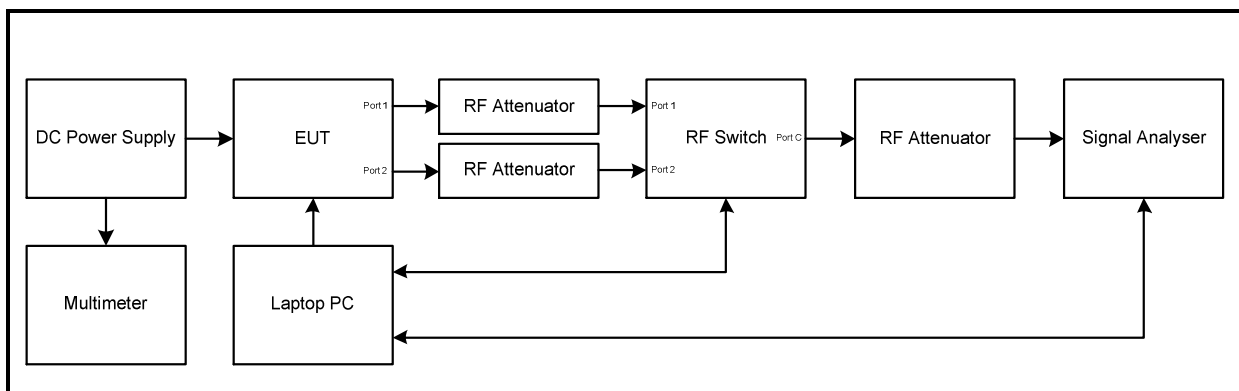 DC Power Supply
EUT
Port 1
Port 2
RF Attenuator
RF Attenuator
Port 1
Port 2
RF Switch
Port C
RF Attenuator
Signal Analyser
Multimeter
Laptop PC